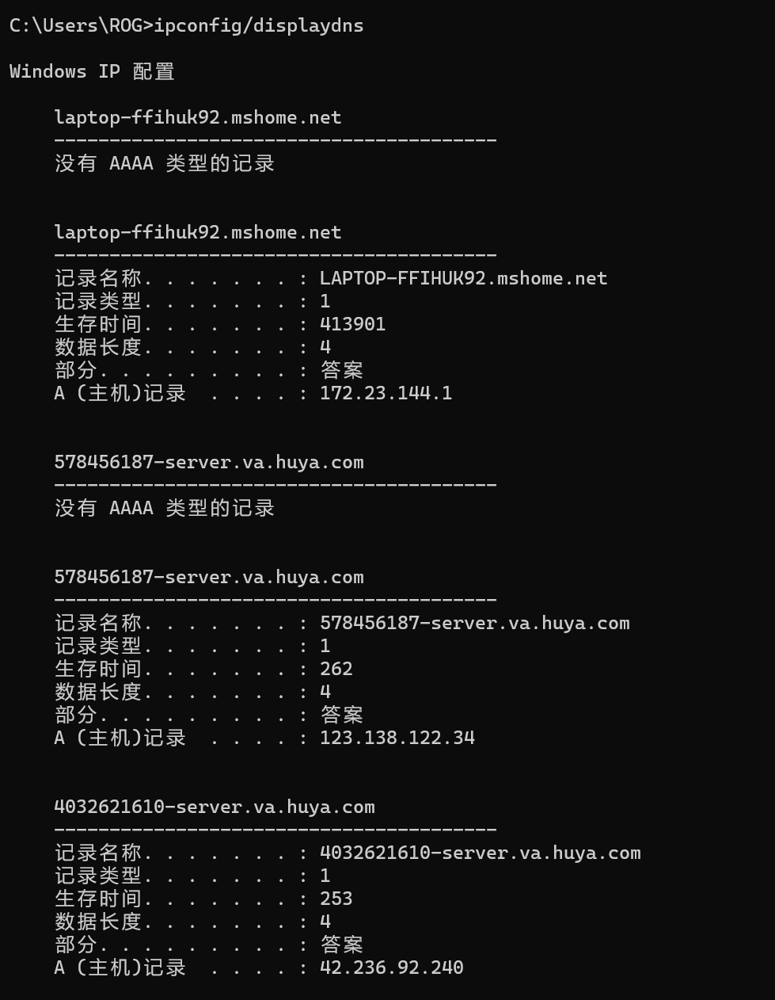 C:\Users\ROG>ipconfig/displaydns
Windows IP 配置
laptop-ffihuk92.mshome.net
----------------------------------------
没有 AAAA 类型的记录
laptop-ffihuk92.mshome.net
----------------------------------------
记录名称. . . . . . . : LAPTOP-FFIHUK92.mshome.net
记录类型. . . . . . . : 1
生存时间. . . . . . . : 413901
数据长度. . . . . . . : 4
部分. . . . . . . . . : 答案
A (主机)记录  . . . . : 172.23.144.1
578456187-server.va.huya.com
----------------------------------------
没有 AAAA 类型的记录
578456187-server.va.huya.com
----------------------------------------
记录名称. . . . . . . : 578456187-server.va.huya.com
记录类型. . . . . . . : 1
生存时间. . . . . . . : 262
数据长度. . . . . . . : 4
部分. . . . . . . . . : 答案
A (主机)记录  . . . . : 123.138.122.34
4032621610-server.va.huya.com
----------------------------------------
记录名称. . . . . . . : 4032621610-server.va.huya.com
记录类型. . . . . . . : 1
生存时间. . . . . . . : 253
数据长度. . . . . . . : 4
部分. . . . . . . . . : 答案
A (主机)记录  . . . . : 42.236.92.240